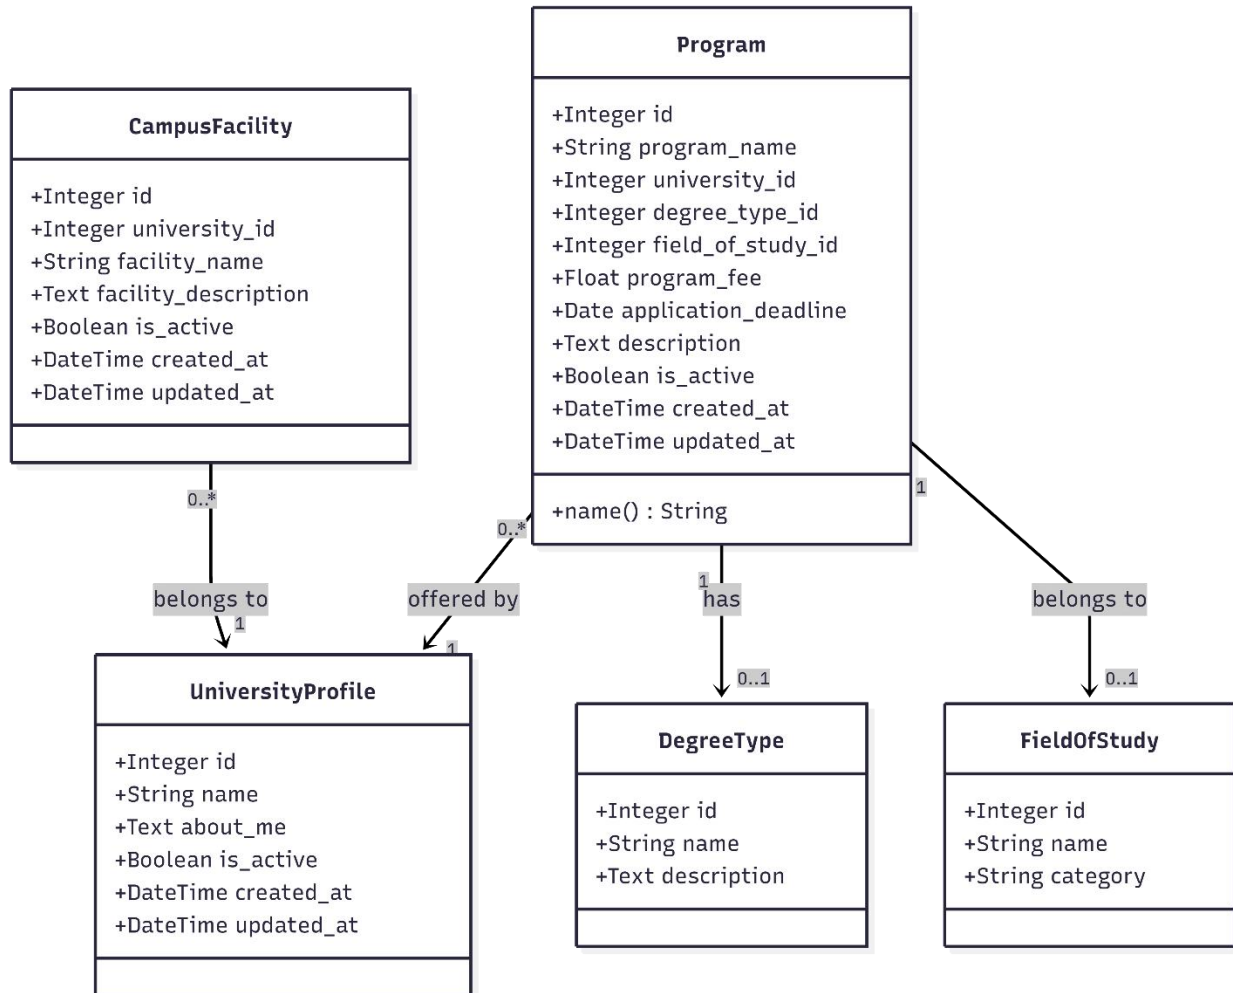 CampusFacility
+Integer id
+Integer university_id
+String facility_name
+Text facility_description
+Boolean is_active
+DateTime created_at
+DateTime updated_at
Program
+Integer id
+String program_name
+Integer university_id
+Integer degree_type_id
+Integer field_of_study_id
+Float program_fee
+Date application_deadline
+Text description
+Boolean is_active
+DateTime created_at
+DateTime updated_at
+name() : String
0..*
belongs to
1
0..*
offered by
1
1
has
0..1
1
belongs to
0..1
UniversityProfile
+Integer id
+String name
+Text about_me
+Boolean is_active
+DateTime created_at
+DateTime updated_at
DegreeType
+Integer id
+String name
+Text description
FieldOfStudy
+Integer id
+String name
+String category